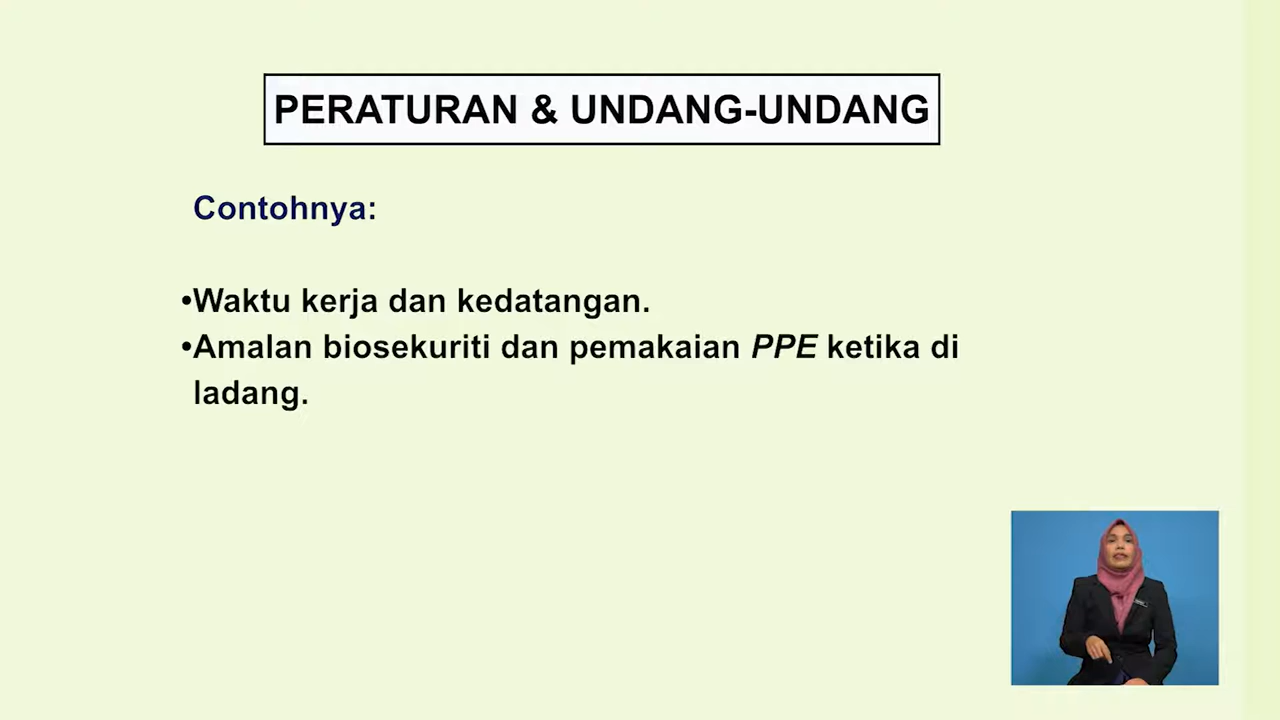 PERATURAN & UNDANG-UNDANG
Contohnya:
•Waktu kerja dan kedatangan.
•Amalan biosekuriti dan pemakaian PPE ketika di
ladang.